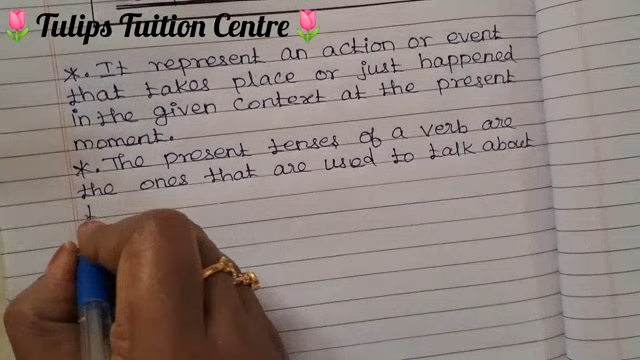 🌷Tulips Tuition Centre🌷
*. It represent an action or event
that takes place or just happened
in the given context at the present
moment.
*. The present tenses of a verb are
the ones that are used to talk about
t